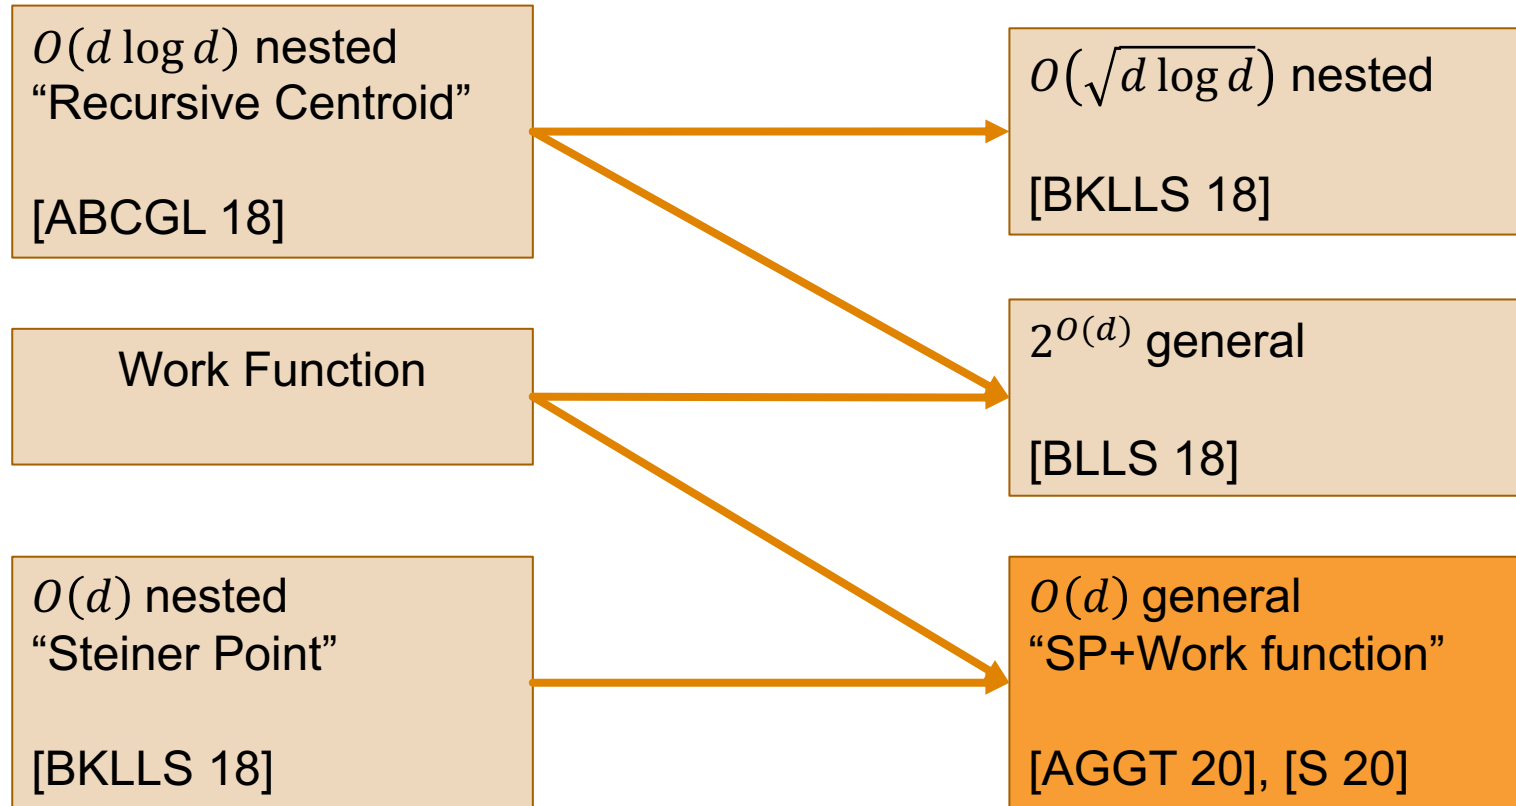 O(d log d) nested
“Recursive Centroid”
[ABCGL 18]
Work Function
O(d) nested
“Steiner Point”
[BKLLS 18]
O(√(d log d)) nested
[BKLLS 18]
2^{O(d)} general
[BLLS 18]
O(d) general
“SP+Work function”
[AGGT 20], [S 20]